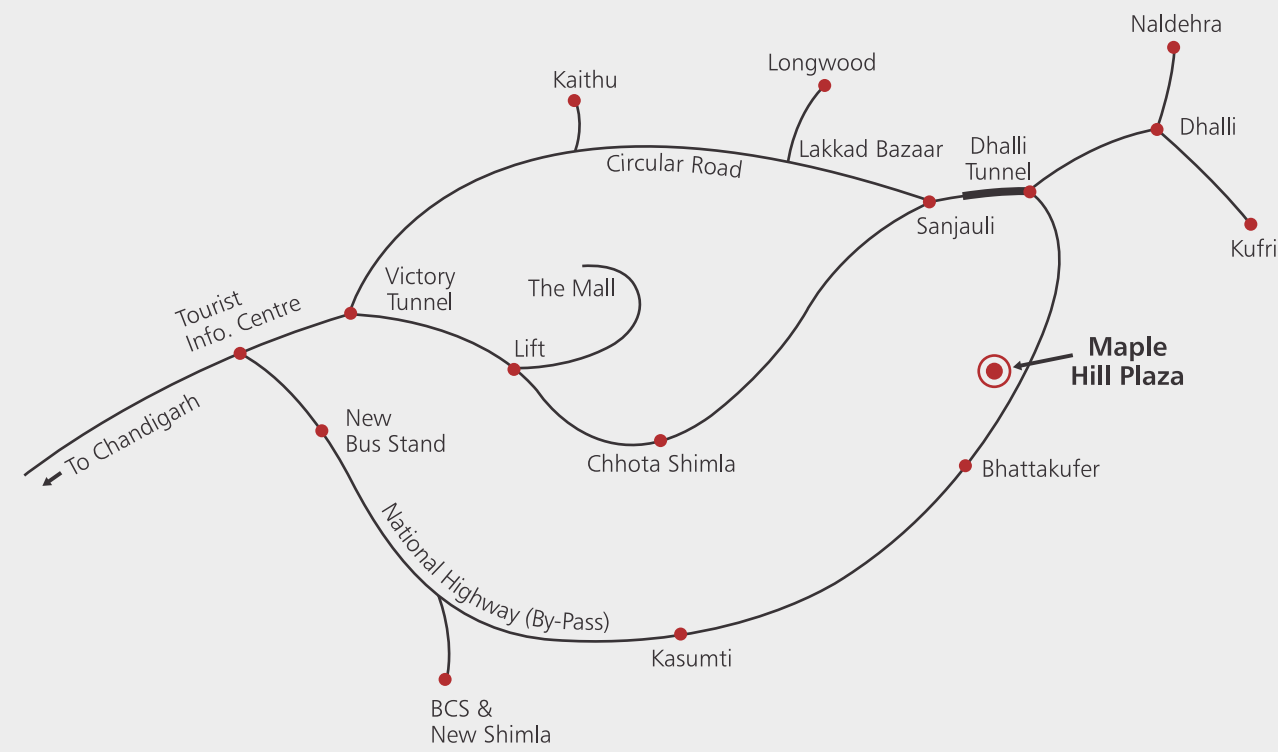 Naldehra
Longwood
Kaithu
Dhalli
Dhalli
Tunnel
Lakkad Bazaar
Circular Road
Sanjauli
Kufri
Victory
Tunnel
The Mall
Tourist
Info. Centre
Lift
Maple
Hill Plaza
To Chandigarh
New
Bus Stand
Chhota Shimla
Bhattakufer
National Highway (By-Pass)
Kasumti
BCS &
New Shimla